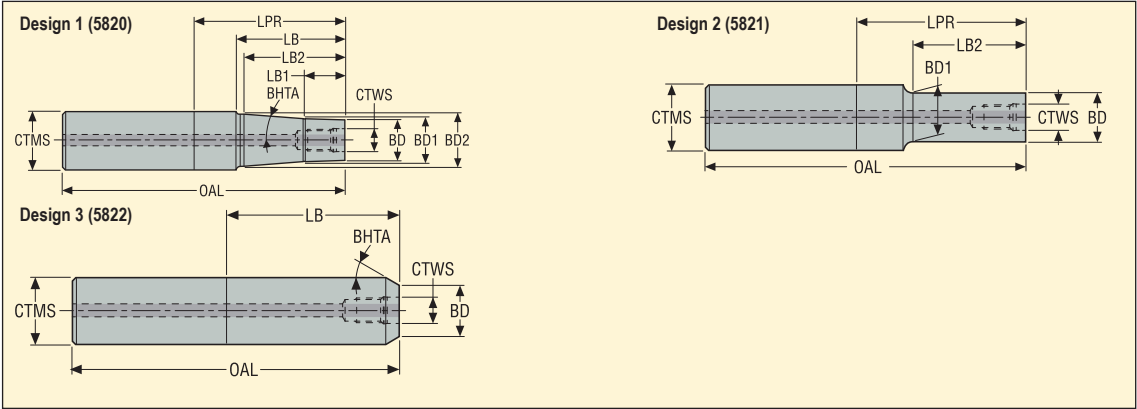 Design 1 (5820)
LPR
LB
LB2
LB1
BHTA
CTWS
CTMS
BD
BD1
BD2
OAL
Design 2 (5821)
LPR
LB2
BD1
CTMS
CTWS
BD
OAL
Design 3 (5822)
LB
BHTA
CTWS
CTMS
BD
OAL